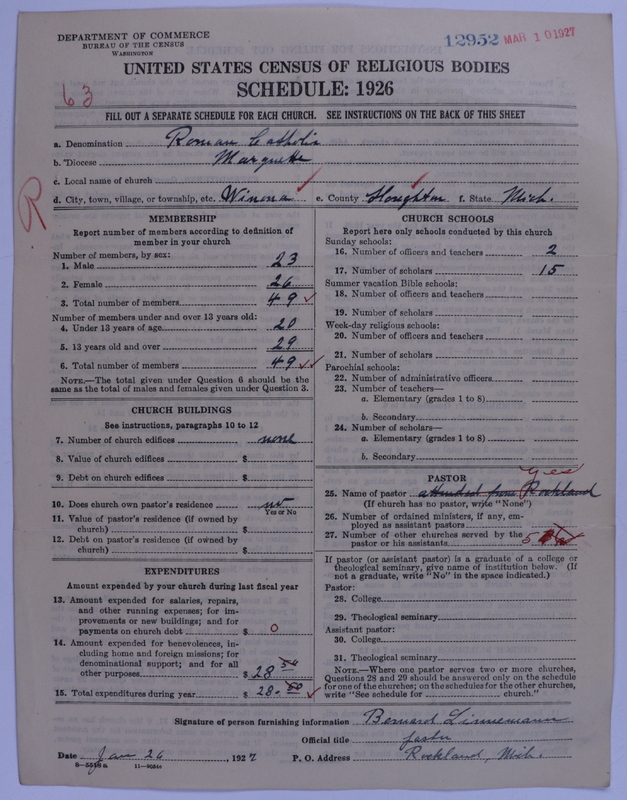 DEPARTMENT OF COMMERCE
BUREAU OF THE CENSUS
WASHINGTON
12952 MAR 10 1927
UNITED STATES CENSUS OF RELIGIOUS BODIES
SCHEDULE: 1926
63
FILL OUT A SEPARATE SCHEDULE FOR EACH CHURCH. SEE INSTRUCTIONS ON THE BACK OF THIS SHEET
a. Denomination Roman Catholic
b. Diocese Marquette
c. Local name of church
d. City, town, village, or township, etc. Winona e. County Houghton f. State Mich.
R
MEMBERSHIP
Report number of members according to definition of
member in your church
Number of members, by sex:
1. Male 23
2. Female 26
3. Total number of members 49
Number of members under and over 13 years old:
4. Under 13 years of age 20
5. 13 years old and over 29
6. Total number of members 49
NOTE.—The total given under Question 6 should be the
same as the total of males and females given under Question 3.
CHURCH BUILDINGS
See instructions, paragraphs 10 to 12
7. Number of church edifices none
8. Value of church edifices $
9. Debt on church edifices $
10. Does church own pastor's residence no
Yes or No
11. Value of pastor's residence (if owned by
church) $
12. Debt on pastor's residence (if owned by
church) $
EXPENDITURES
Amount expended by your church during last fiscal year
13. Amount expended for salaries, repairs,
and other running expenses; for im-
provements or new buildings; and for
payments on church debt $ 0
14. Amount expended for benevolences, in-
cluding home and foreign missions; for
denominational support; and for all
other purposes $ 28.50
15. Total expenditures during year $ 28.50
CHURCH SCHOOLS
Report here only schools conducted by this church
Sunday schools:
16. Number of officers and teachers 2
17. Number of scholars 15
Summer vacation Bible schools:
18. Number of officers and teachers
19. Number of scholars
Week-day religious schools:
20. Number of officers and teachers
21. Number of scholars
Parochial schools:
22. Number of administrative officers
23. Number of teachers—
a. Elementary (grades 1 to 8)
b. Secondary
24. Number of scholars—
a. Elementary (grades 1 to 8)
b. Secondary
PASTOR
yes
25. Name of pastor attended from Rockland
(If church has no pastor, write "None")
26. Number of ordained ministers, if any, em-
ployed as assistant pastors
27. Number of other churches served by the
pastor or his assistants 5
If pastor (or assistant pastor) is a graduate of a college or
theological seminary, give name of institution below. (If
not a graduate, write "No" in the space indicated.)
Pastor:
28. College
29. Theological seminary
Assistant pastor:
30. College
31. Theological seminary
NOTE.—Where one pastor serves two or more churches,
Questions 28 and 29 should be answered only on the schedule
for one of the churches; on the schedules for the other churches,
write "See schedule for church."
Signature of person furnishing information Bernard Linnemann
Official title pastor
Date Jan 26, 1927 P. O. Address Rockland, Mich.